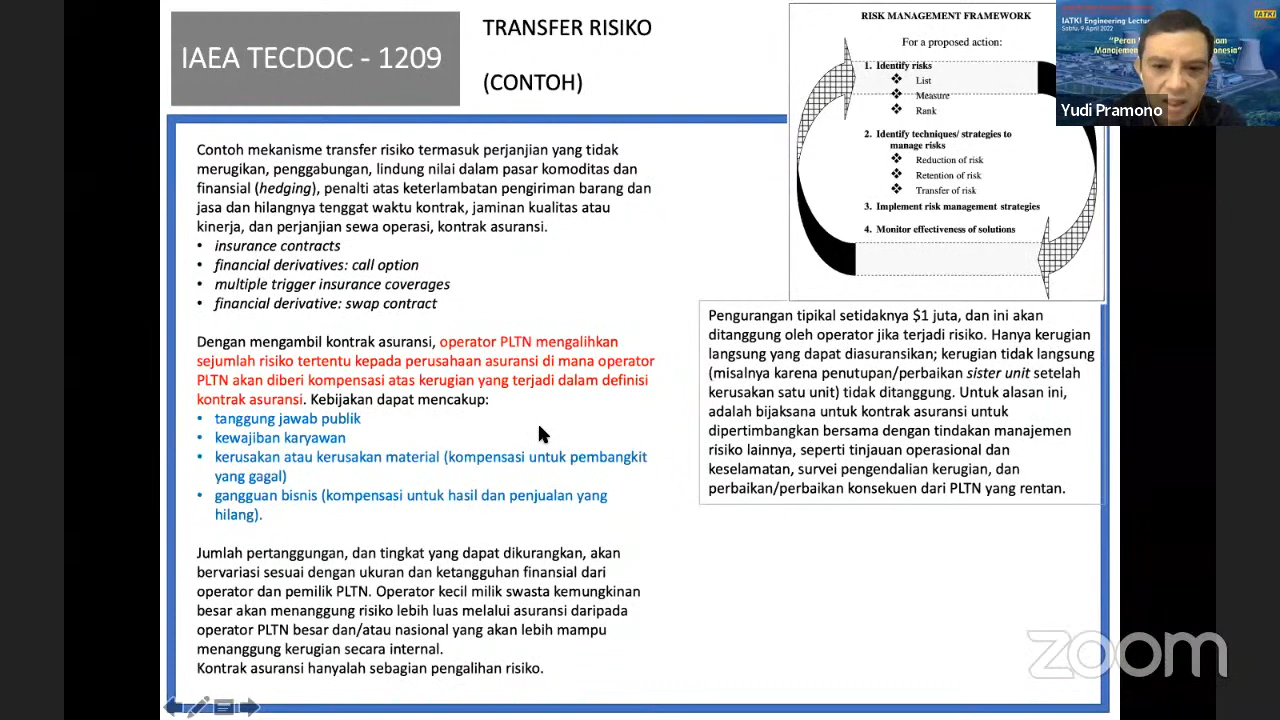 IAEA TECDOC - 1209
TRANSFER RISIKO
(CONTOH)
Contoh mekanisme transfer risiko termasuk perjanjian yang tidak
merugikan, penggabungan, lindung nilai dalam pasar komoditas dan
finansial (hedging), penalti atas keterlambatan pengiriman barang dan
jasa dan hilangnya tenggat waktu kontrak, jaminan kualitas atau
kinerja, dan perjanjian sewa operasi, kontrak asuransi.
• insurance contracts
• financial derivatives: call option
• multiple trigger insurance coverages
• financial derivative: swap contract
Dengan mengambil kontrak asuransi, operator PLTN mengalihkan
sejumlah risiko tertentu kepada perusahaan asuransi di mana operator
PLTN akan diberi kompensasi atas kerugian yang terjadi dalam definisi
kontrak asuransi. Kebijakan dapat mencakup:
• tanggung jawab publik
• kewajiban karyawan
• kerusakan atau kerusakan material (kompensasi untuk pembangkit
yang gagal)
• gangguan bisnis (kompensasi untuk hasil dan penjualan yang
hilang).
Jumlah pertanggungan, dan tingkat yang dapat dikurangkan, akan
bervariasi sesuai dengan ukuran dan ketangguhan finansial dari
operator dan pemilik PLTN. Operator kecil milik swasta kemungkinan
besar akan menanggung risiko lebih luas melalui asuransi daripada
operator PLTN besar dan/atau nasional yang akan lebih mampu
menanggung kerugian secara internal.
Kontrak asuransi hanyalah sebagian pengalihan risiko.
RISK MANAGEMENT FRAMEWORK
For a proposed action:
1. Identify risks
❖ List
❖ Measure
❖ Rank
2. Identify techniques/ strategies to
manage risks
❖ Reduction of risk
❖ Retention of risk
❖ Transfer of risk
3. Implement risk management strategies
4. Monitor effectiveness of solutions
Pengurangan tipikal setidaknya $1 juta, dan ini akan
ditanggung oleh operator jika terjadi risiko. Hanya kerugian
langsung yang dapat diasuransikan; kerugian tidak langsung
(misalnya karena penutupan/perbaikan sister unit setelah
kerusakan satu unit) tidak ditanggung. Untuk alasan ini,
adalah bijaksana untuk kontrak asuransi untuk
dipertimbangkan bersama dengan tindakan manajemen
risiko lainnya, seperti tinjauan operasional dan
keselamatan, survei pengendalian kerugian, dan
perbaikan/perbaikan konsekuen dari PLTN yang rentan.
IATKI Engineering Lectu
IATKI
Sabtu, 9 April 2022
"Peran
Manajemen
Yudi Pramono
zoom